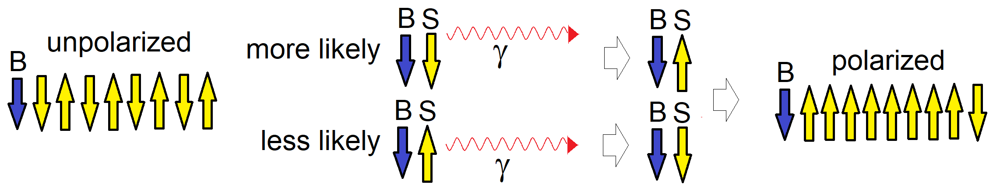 unpolarized
B
more likely
B S
γ
B S
less likely
B S
γ
B S
polarized
B